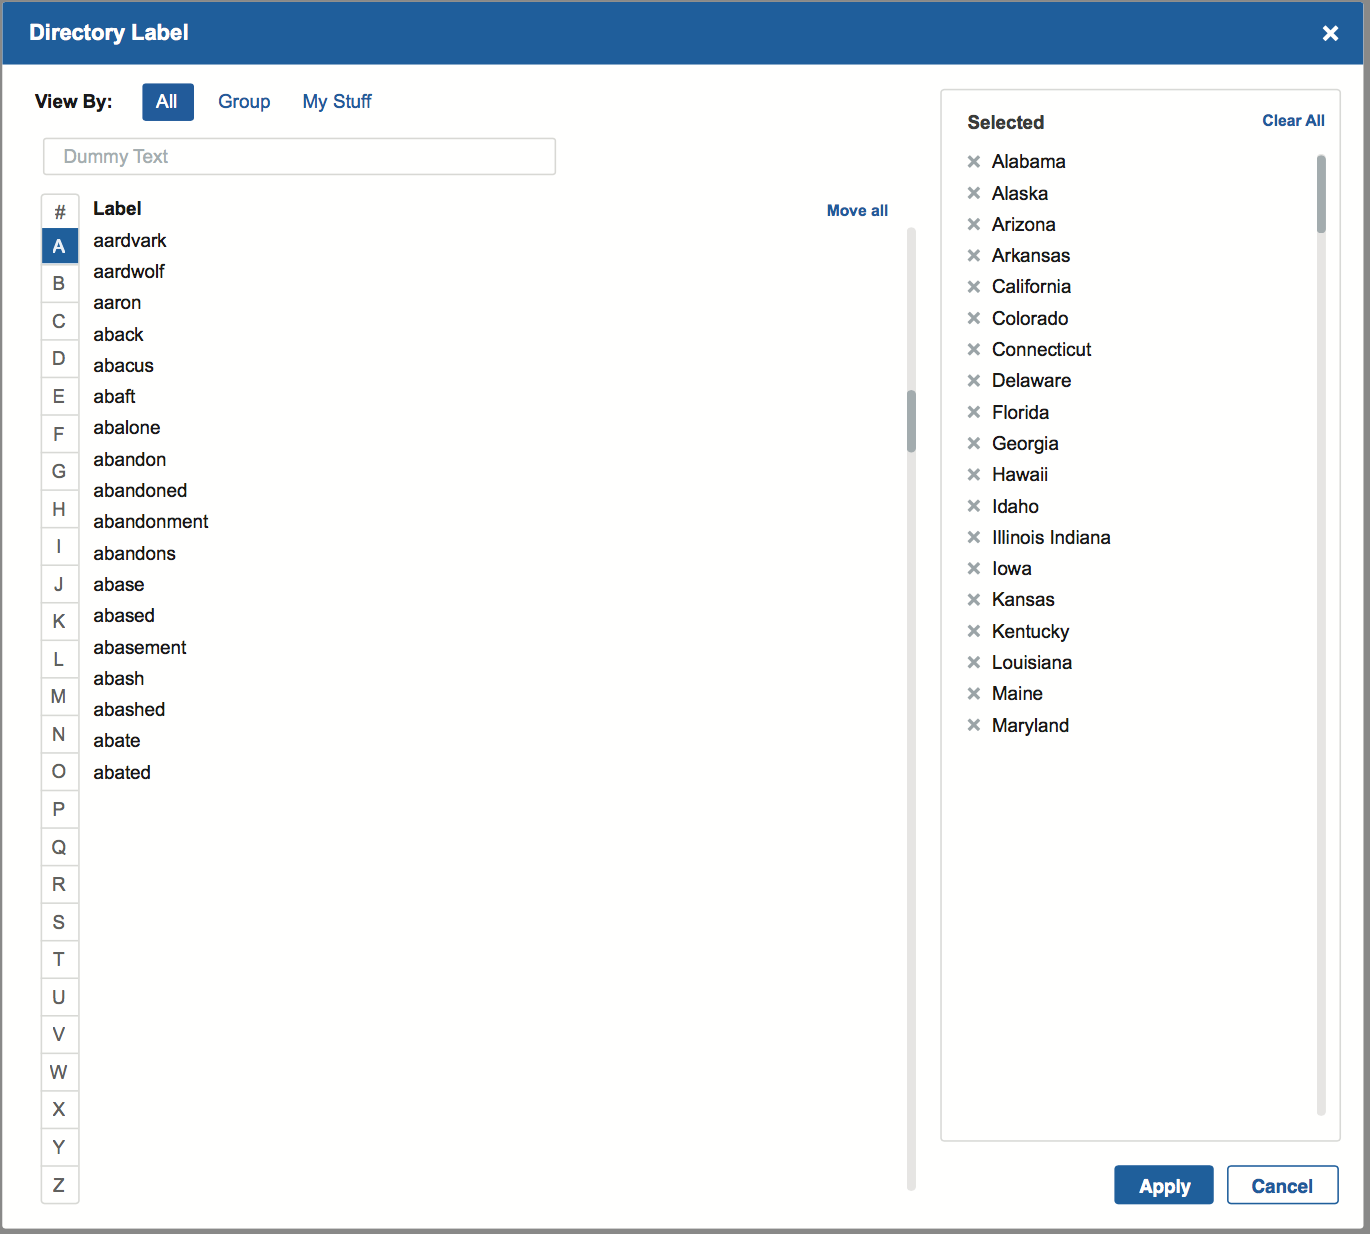 Directory Label
View By: All Group My Stuff
Dummy Text
#
A
B
C
D
E
F
G
H
I
J
K
L
M
N
O
P
Q
R
S
T
U
V
W
X
Y
Z
Label Move all
aardvark
aardwolf
aaron
aback
abacus
abaft
abalone
abandon
abandoned
abandonment
abandons
abase
abased
abasement
abash
abashed
abate
abated
Selected Clear All
Alabama
Alaska
Arizona
Arkansas
California
Colorado
Connecticut
Delaware
Florida
Georgia
Hawaii
Idaho
Illinois Indiana
Iowa
Kansas
Kentucky
Louisiana
Maine
Maryland
Apply Cancel